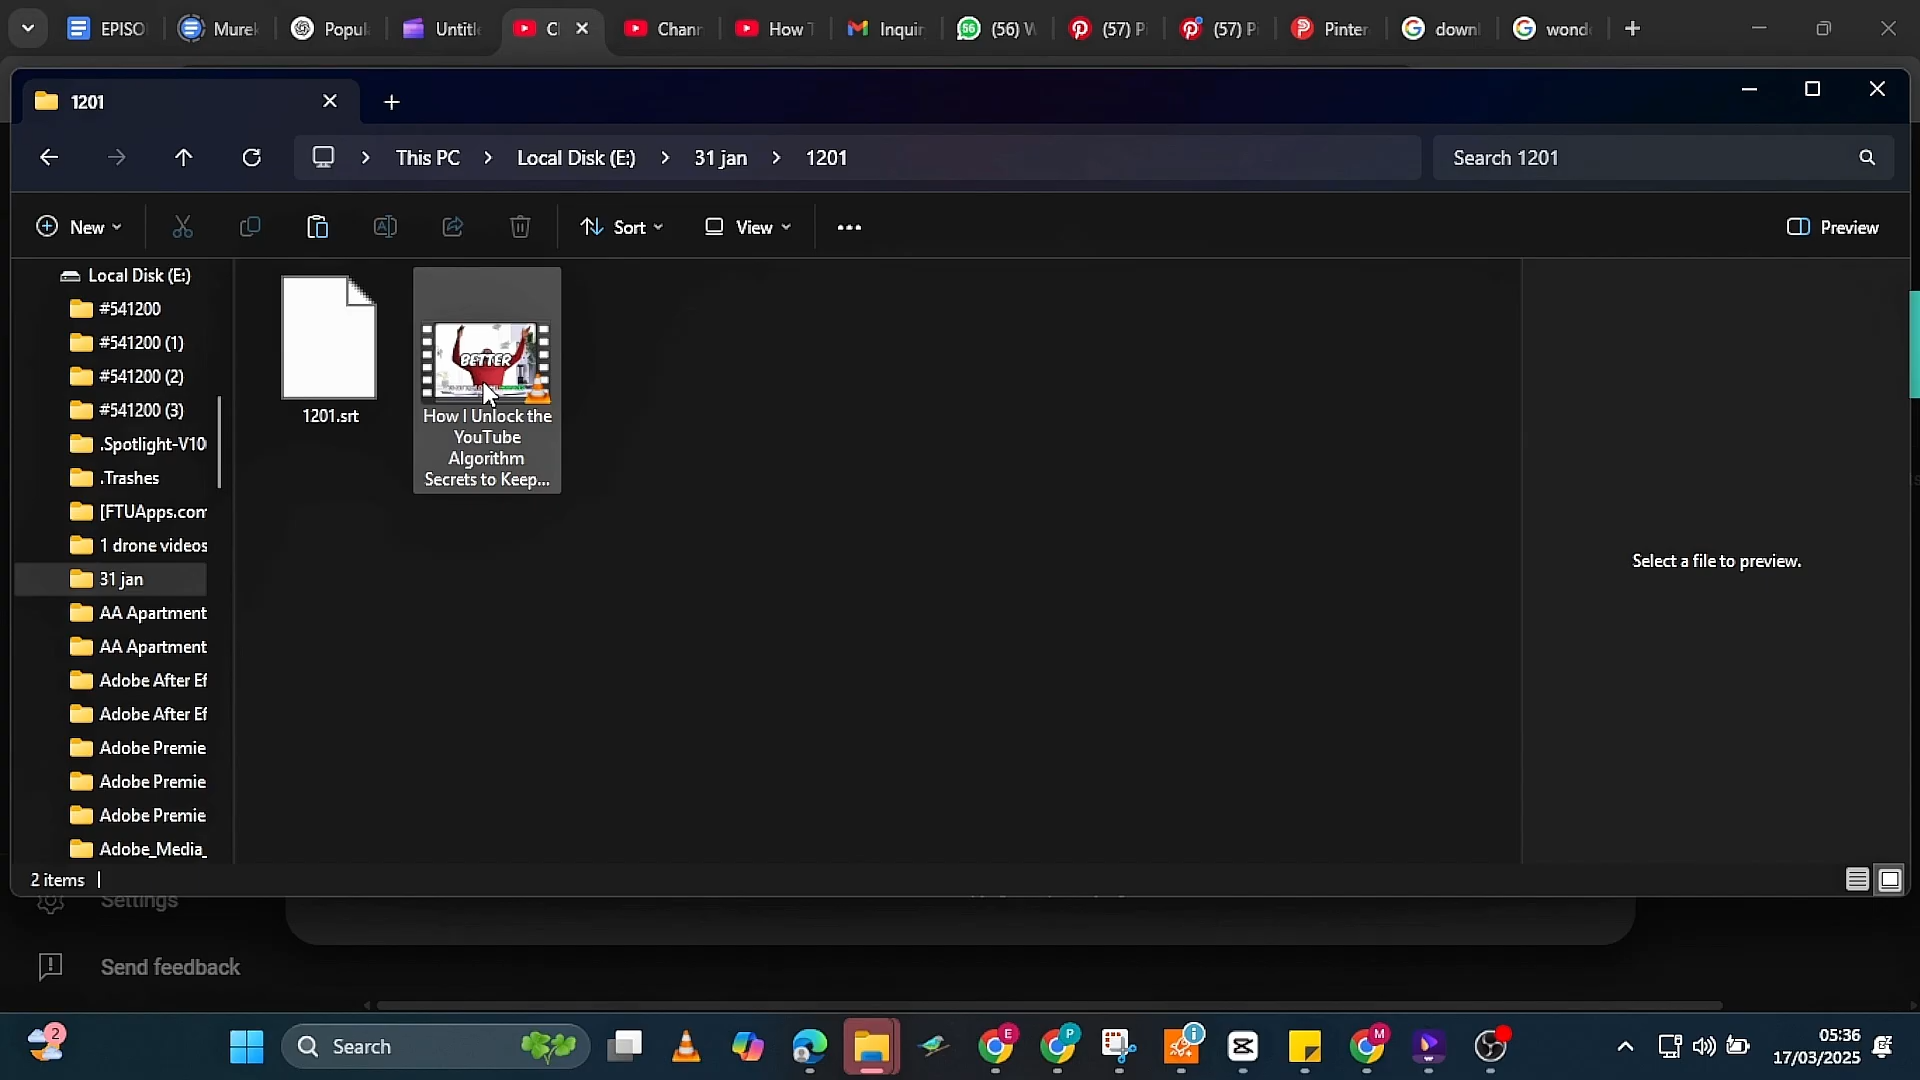 EPISO
Murek
Popul
Untitl
C
Chann
How T
Inquir
(56) W
(57) P
(57) P
Pinter
downl
wond
1201
This PC
Local Disk (E:)
31 jan
1201
Search 1201
New
Sort
View
Preview
Local Disk (E:)
#541200
#541200 (1)
#541200 (2)
#541200 (3)
.Spotlight-V10
.Trashes
[FTUApps.com
1 drone videos
31 jan
AA Apartment
AA Apartment
Adobe After Ef
Adobe After Ef
Adobe Premie
Adobe Premie
Adobe Premie
Adobe_Media_
1201.srt
BETTER
How I Unlock the
YouTube
Algorithm
Secrets to Keep...
Select a file to preview.
2 items
Settings
Send feedback
2
Search
E
P
M
05:36
17/03/2025